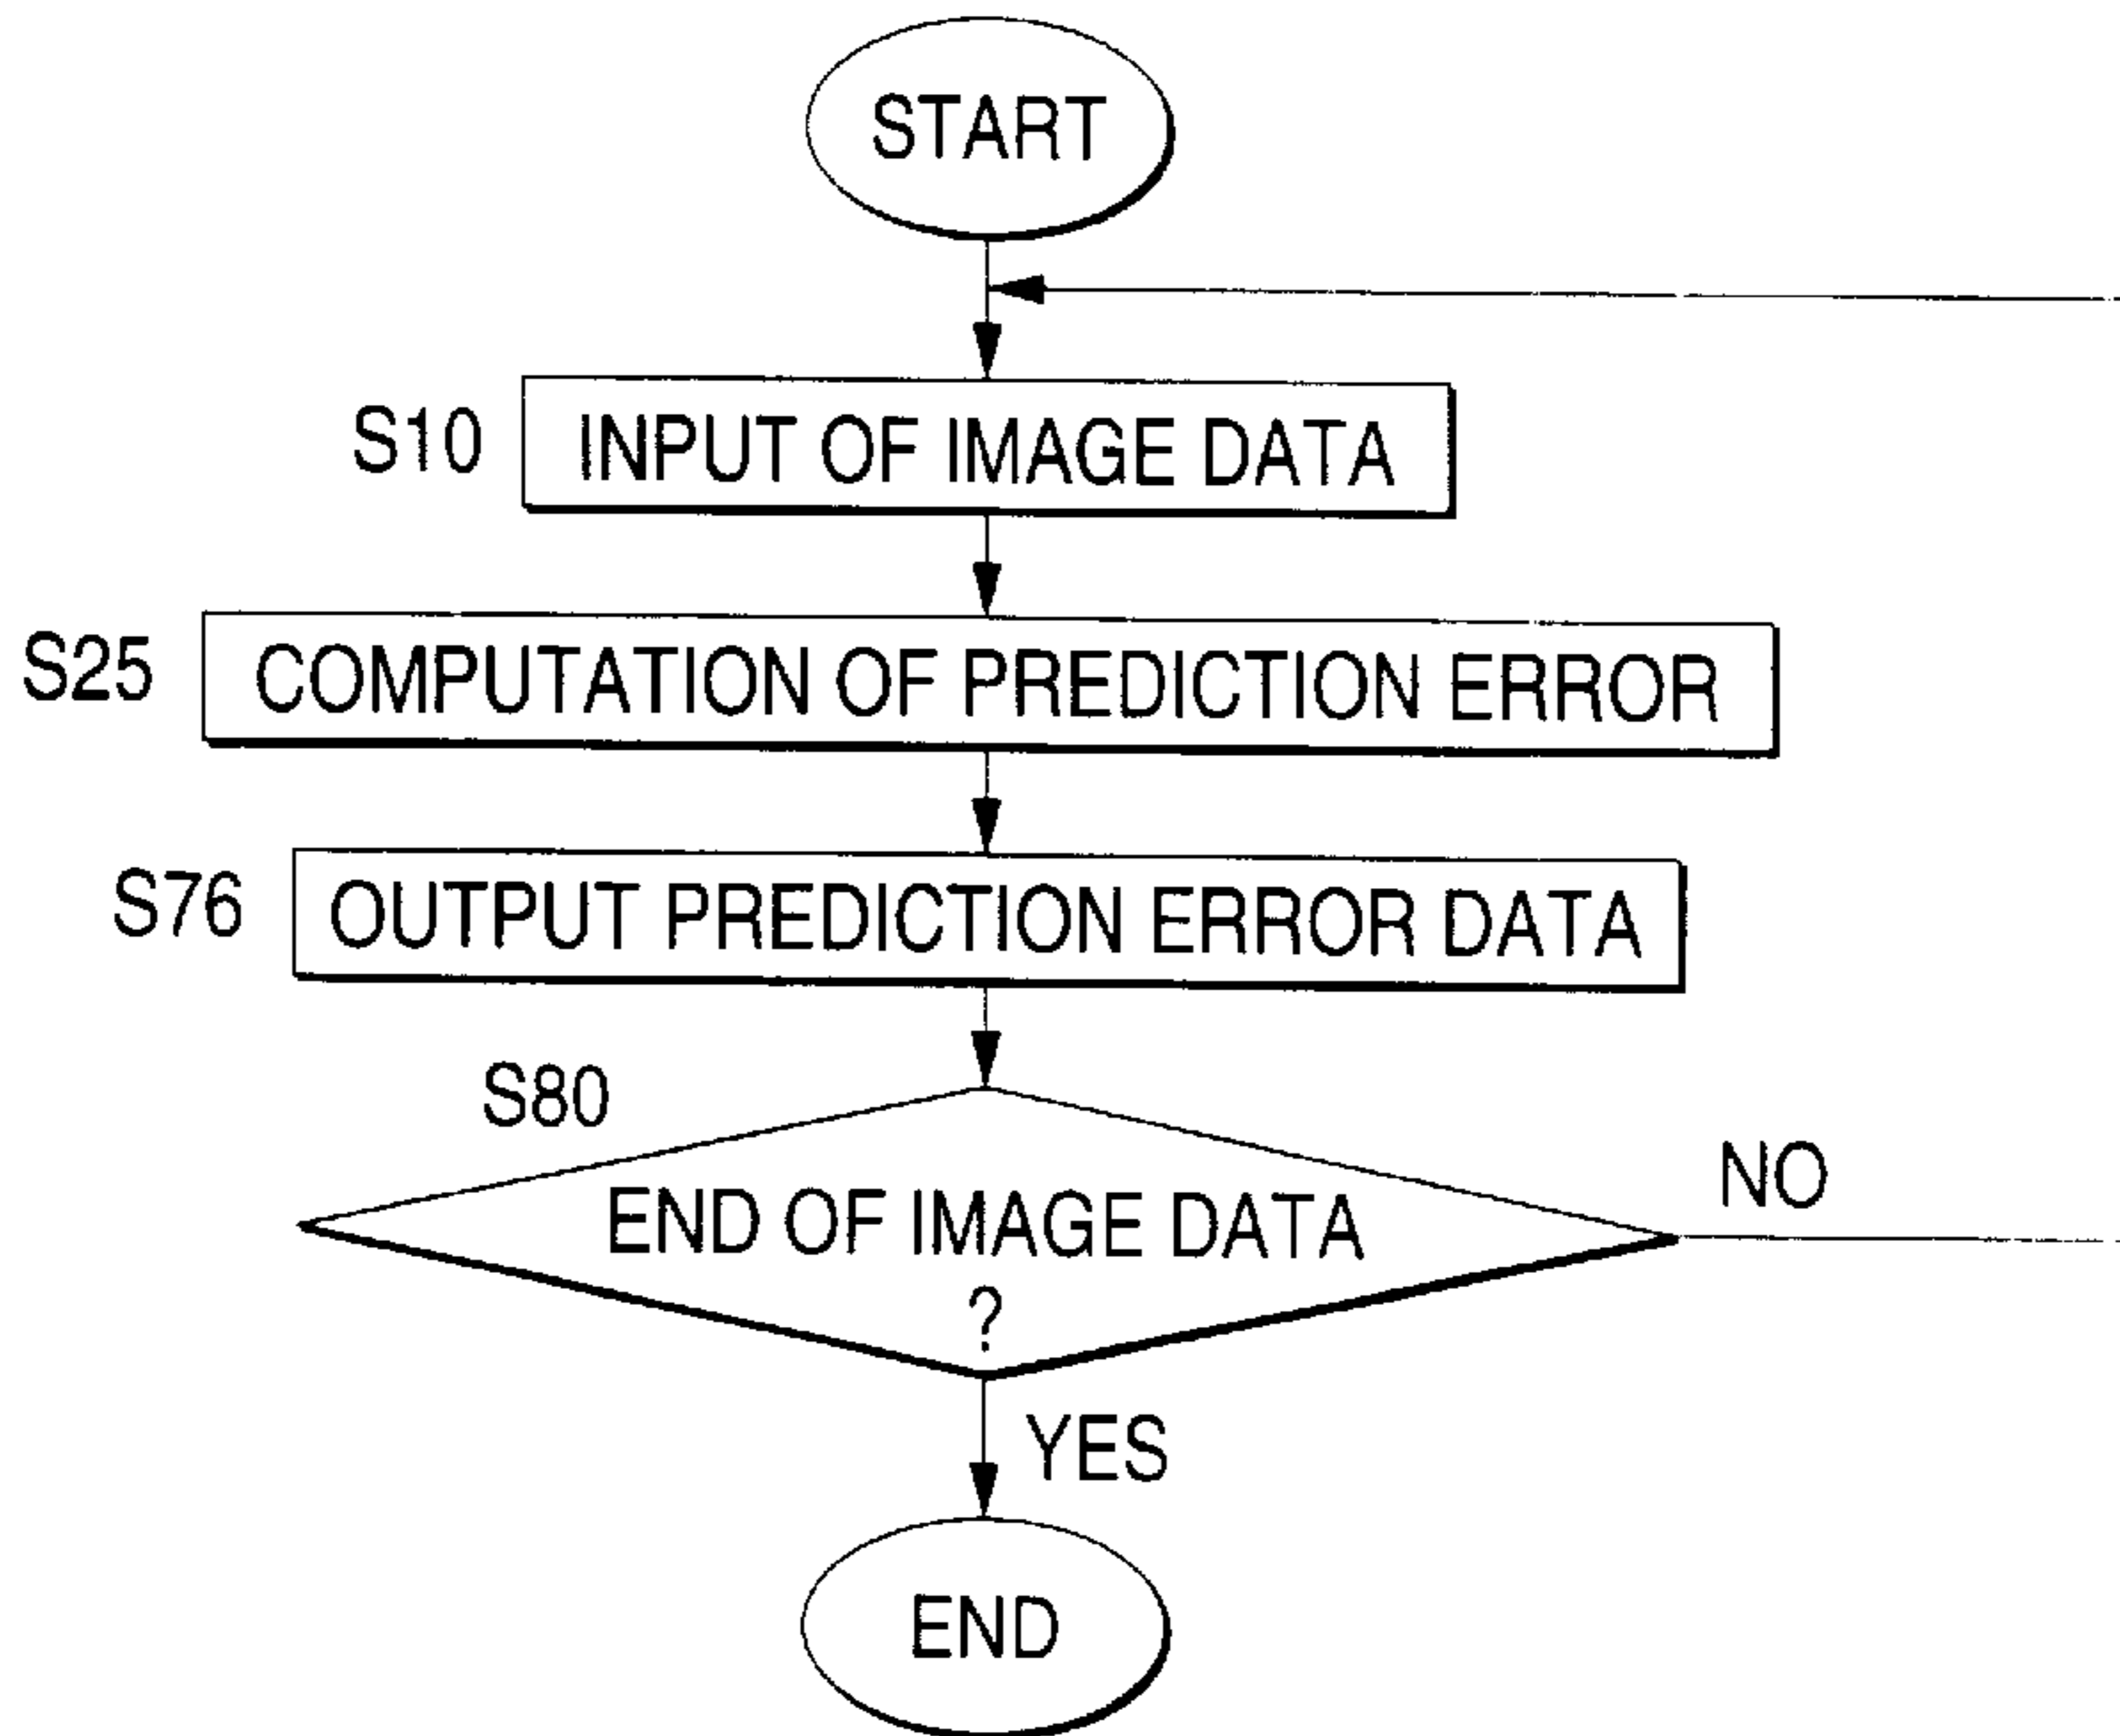 START
S10 INPUT OF IMAGE DATA
S25 COMPUTATION OF PREDICTION ERROR
S76 OUTPUT PREDICTION ERROR DATA
S80
END OF IMAGE DATA
?
NO
YES
END